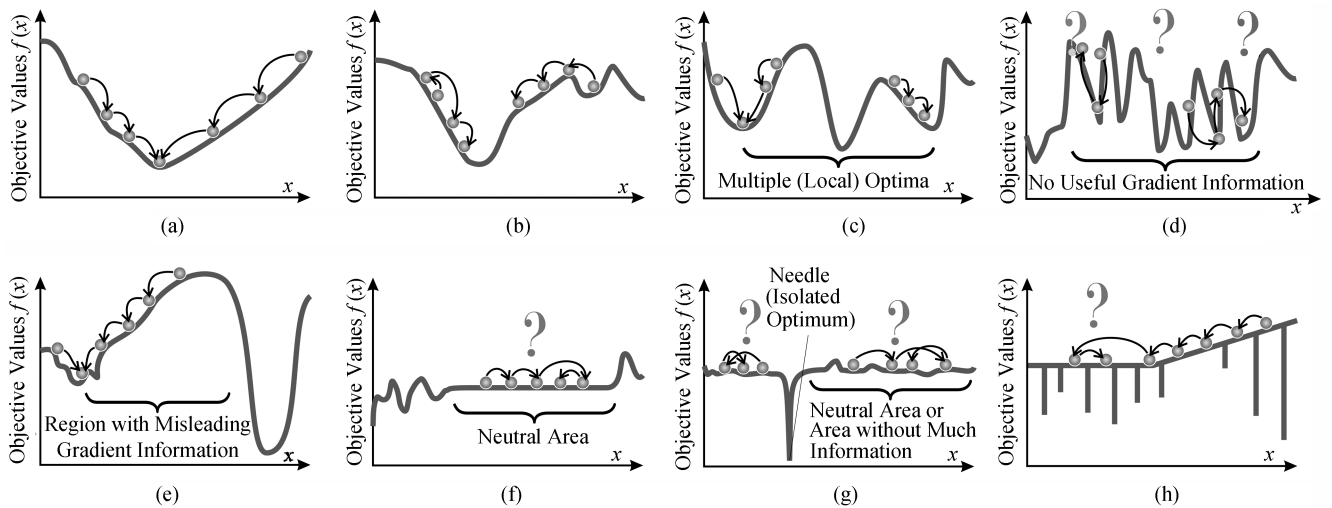 Objective Values f (x)
x
(a)
Objective Values f (x)
x
(b)
Objective Values f (x)
Multiple (Local) Optima
x
(c)
Objective Values f (x)
? ? ?
No Useful Gradient Information
x
(d)
Objective Values f (x)
Region with Misleading
Gradient Information
x
(e)
Objective Values f (x)
?
Neutral Area
x
(f)
Objective Values f (x)
?
Needle
(Isolated
Optimum)
?
Neutral Area or
Area without Much
Information
x
(g)
Objective Values f (x)
?
x
(h)